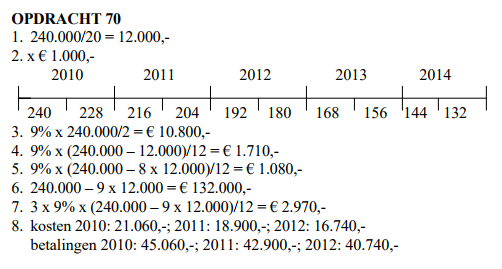 OPDRACHT 70
1. 240.000/20 = 12.000,-
2. x € 1.000,-
2010 2011 2012 2013 2014
240 228 216 204 192 180 168 156 144 132
3. 9% x 240.000/2 = € 10.800,-
4. 9% x (240.000 – 12.000)/12 = € 1.710,-
5. 9% x (240.000 – 8 x 12.000)/12 = € 1.080,-
6. 240.000 – 9 x 12.000 = € 132.000,-
7. 3 x 9% x (240.000 – 9 x 12.000)/12 = € 2.970,-
8. kosten 2010: 21.060,-; 2011: 18.900,-; 2012: 16.740,-
betalingen 2010: 45.060,-; 2011: 42.900,-; 2012: 40.740,-